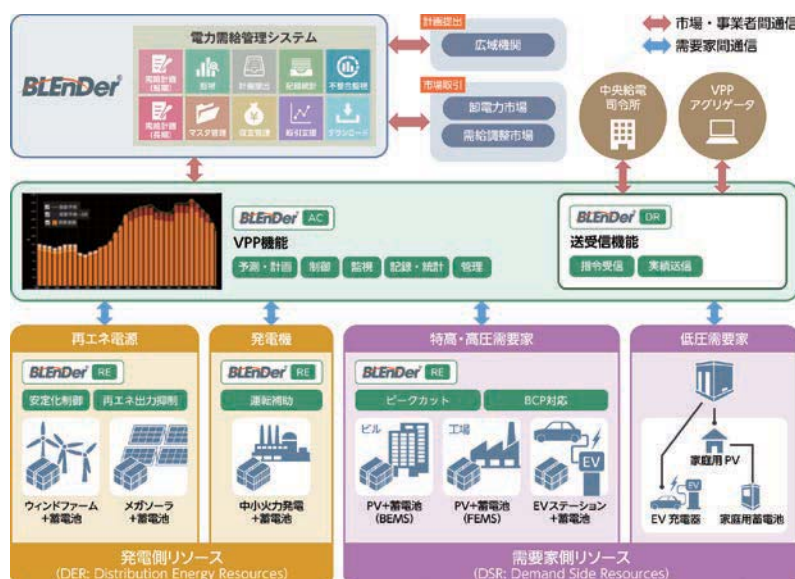 電力需給管理システム
BLEnDer®
需給計画
(短期)
監視
計画提出
記録統計
不整合監視
需給計画
(長期)
マスタ管理
収支管理
取引支援
ダウンロード
計画提出
広域機関
市場取引
卸電力市場
需給調整市場
市場・事業者間通信
需要家間通信
中央給電
司令所
VPP
アグリゲータ
BLEnDer® AC
VPP機能
予測・計画
制御
監視
記録・統計
管理
BLEnDer® DR
送受信機能
指令受信
実績送信
再エネ電源
BLEnDer® RE
安定化制御
再エネ出力抑制
ウィンドファーム
+蓄電池
メガソーラ
+蓄電池
発電機
BLEnDer® RE
運転補助
中小火力発電
+蓄電池
発電側リソース
(DER: Distribution Energy Resources)
特高・高圧需要家
BLEnDer® RE
ピークカット
BCP対応
ビル
PV+蓄電池
(BEMS)
工場
PV+蓄電池
(FEMS)
EV
EVステーション
+蓄電池
低圧需要家
家庭用PV
EV
EV 充電器
家庭用蓄電池
需要家側リソース
(DSR: Demand Side Resources)